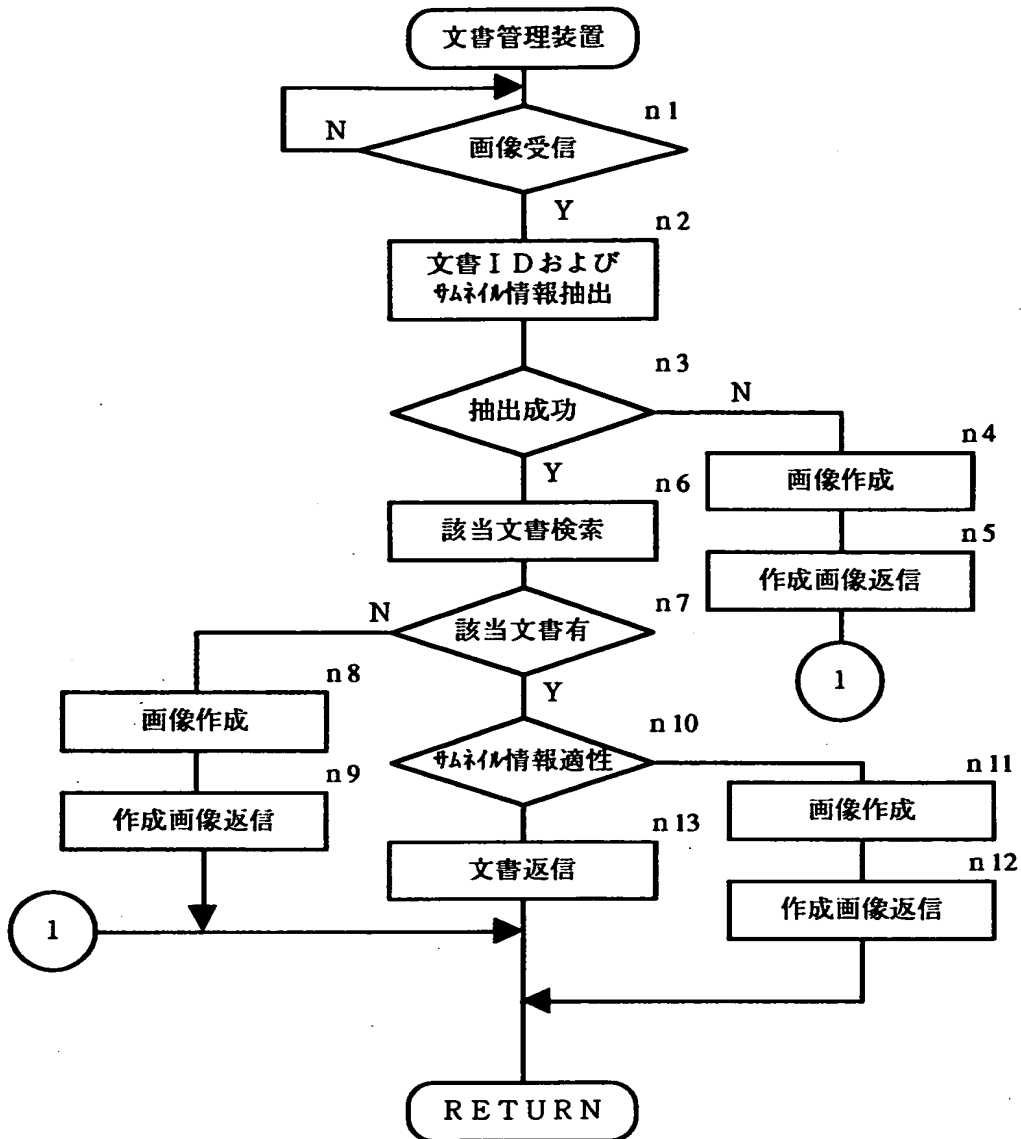 文書管理装置
n1
N
画像受信
Y
n2
文書IDおよび
ｻﾑﾈｲﾙ情報抽出
n3
抽出成功
N
Y
n4
画像作成
n6
該当文書検索
n5
作成画像返信
N
n7
該当文書有
1
n8
画像作成
Y
n10
ｻﾑﾈｲﾙ情報適性
n9
作成画像返信
n11
画像作成
n13
文書返信
n12
作成画像返信
1
RETURN